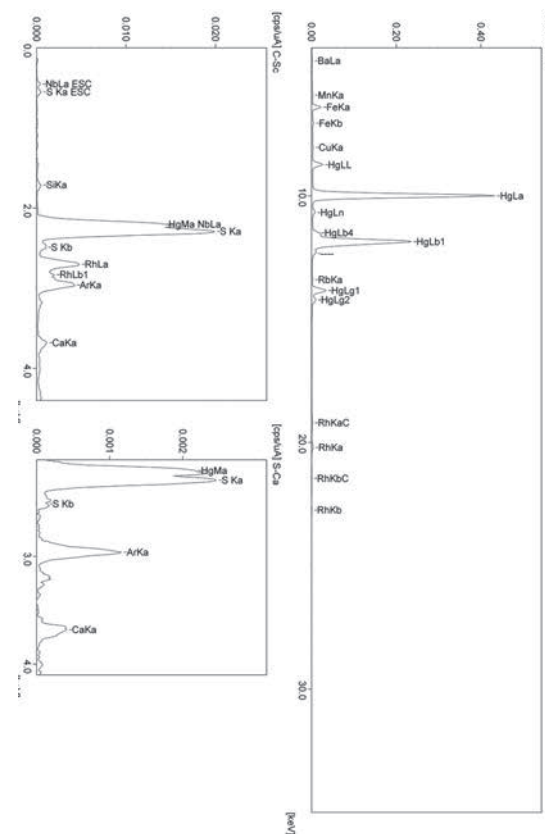 [cps/uA] C-Sc
0.000
0.010
0.020
0.0
2.0
4.0
NbLa ESC
S Ka ESC
SiKa
HgMa NbLa
S Ka
S Kb
RhLa
RhLb1
ArKa
CaKa
[cps/uA] S-Ca
0.000
0.001
0.002
3.0
4.0
HgMa
S Ka
S Kb
ArKa
CaKa
0.00
0.20
0.40
10.0
20.0
30.0
[keV]
BaLa
MnKa
FeKa
FeKb
CuKa
HgLL
HgLa
HgLn
HgLb4
HgLb1
RbKa
HgLg1
HgLg2
RhKaC
RhKa
RhKbC
RhKb